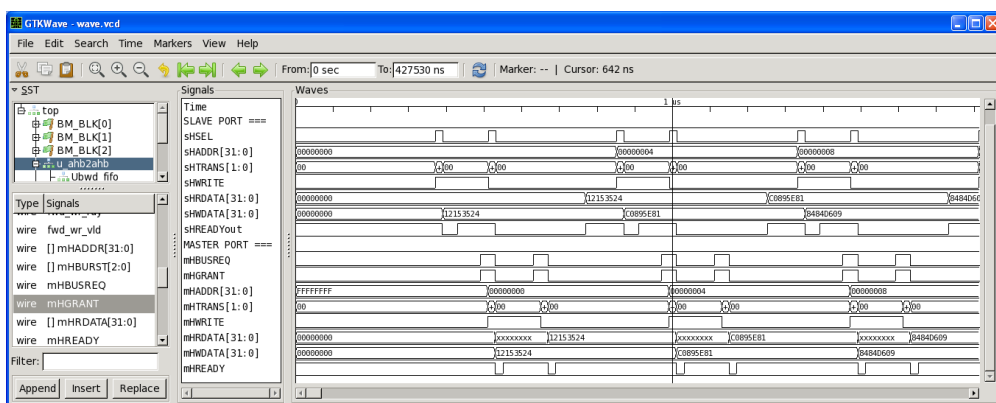 GTKWave - wave.vcd
File Edit Search Time Markers View Help
From: 0 sec To: 427530 ns Marker: -- | Cursor: 642 ns
SST
top
BM_BLK[0]
BM_BLK[1]
BM_BLK[2]
u_ahb2ahb
Ubwd_fifo
Type Signals
wire fwd_wr_rdy
wire fwd_wr_vld
wire [] mHADDR[31:0]
wire [] mHBURST[2:0]
wire mHBUSREQ
wire mHGRANT
wire [] mHRDATA[31:0]
wire mHREADY
Filter:
Append Insert Replace
Signals
Time
SLAVE PORT ===
sHSEL
sHADDR[31:0]
sHTRANS[1:0]
sHWRITE
sHRDATA[31:0]
sHWDATA[31:0]
sHREADYout
MASTER PORT ===
mHBUSREQ
mHGRANT
mHADDR[31:0]
mHTRANS[1:0]
mHWRITE
mHRDATA[31:0]
mHWDATA[31:0]
mHREADY
Waves
0 1 us
00000000 00000004 00000008
00 + 00 + 00 + 00 + 00 + 00 + 00
00000000 12153524 C0895E81 8484D60
00000000 12153524 C0895E81 8484D609
FFFFFFFF 00000000 00000004 00000008
00 + 00 + 00 + 00 + 00 + 00 + 00
00000000 xxxxxxxx 12153524 xxxxxxxx C0895E81 xxxxxxxx 8484D609
00000000 12153524 C0895E81 8484D609